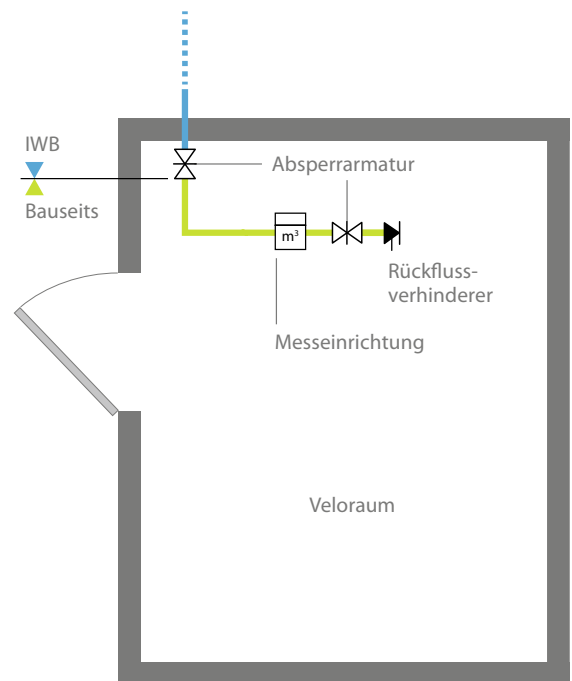 IWB
Bauseits
Absperrarmatur
m³
Rückfluss-
verhinderer
Messeinrichtung
Veloraum